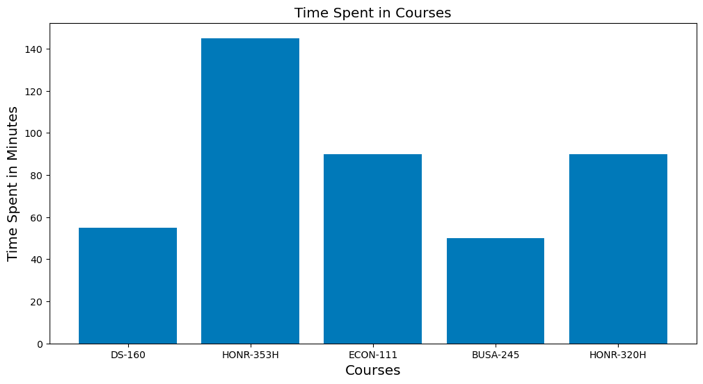 Time Spent in Courses
Time Spent in Minutes
140
120
100
80
60
40
20
0
DS-160 HONR-353H ECON-111 BUSA-245 HONR-320H
Courses